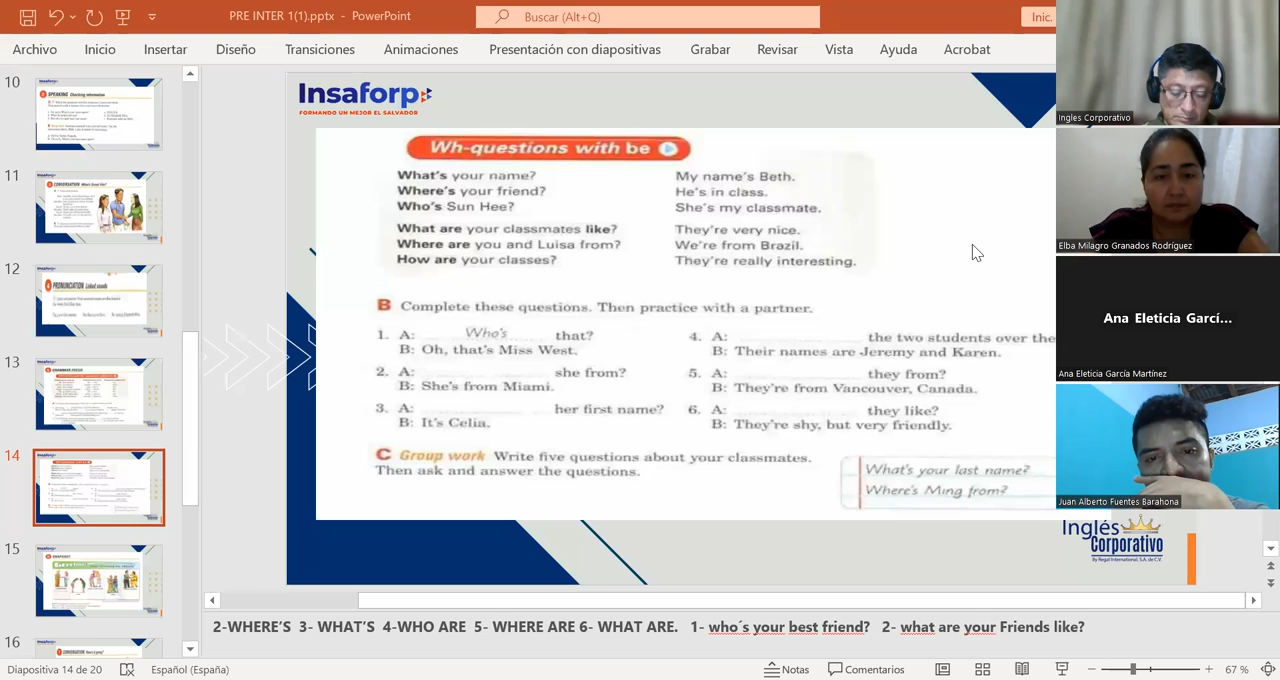 PRE INTER 1(1).pptx - PowerPoint
Buscar (Alt+Q)
Inic.
Archivo Inicio Insertar Diseño Transiciones Animaciones Presentación con diapositivas Grabar Revisar Vista Ayuda Acrobat
10
SPEAKING Checking information
11
CONVERSATION
12
PRONUNCIATION Linked sounds
13
14
15
SNAPSHOT
16
CONVERSATION
Insaforp
FORMANDO UN MEJOR EL SALVADOR
Wh-questions with be
What's your name? My name's Beth.
Where's your friend? He's in class.
Who's Sun Hee? She's my classmate.
What are your classmates like? They're very nice.
Where are you and Luisa from? We're from Brazil.
How are your classes? They're really interesting.
B Complete these questions. Then practice with a partner.
1. A: Who's that?
B: Oh, that's Miss West.
2. A: she from?
B: She's from Miami.
3. A: her first name?
B: It's Celia.
4. A: the two students over the
B: Their names are Jeremy and Karen.
5. A: they from?
B: They're from Vancouver, Canada.
6. A: they like?
B: They're shy, but very friendly.
C Group work Write five questions about your classmates.
Then ask and answer the questions.
What's your last name?
Where's Ming from?
Inglés
Corporativo
By Regal International, S.A. de C.V.
Ingles Corporativo
Elba Milagro Granados Rodríguez
Ana Eleticia Garcí...
Ana Eleticia García Martínez
Juan Alberto Fuentes Barahona
2-WHERE'S 3- WHAT'S 4-WHO ARE 5- WHERE ARE 6- WHAT ARE. 1- who´s your best friend? 2- what are your Friends like?
Diapositiva 14 de 20 Español (España) Notas Comentarios 67 %